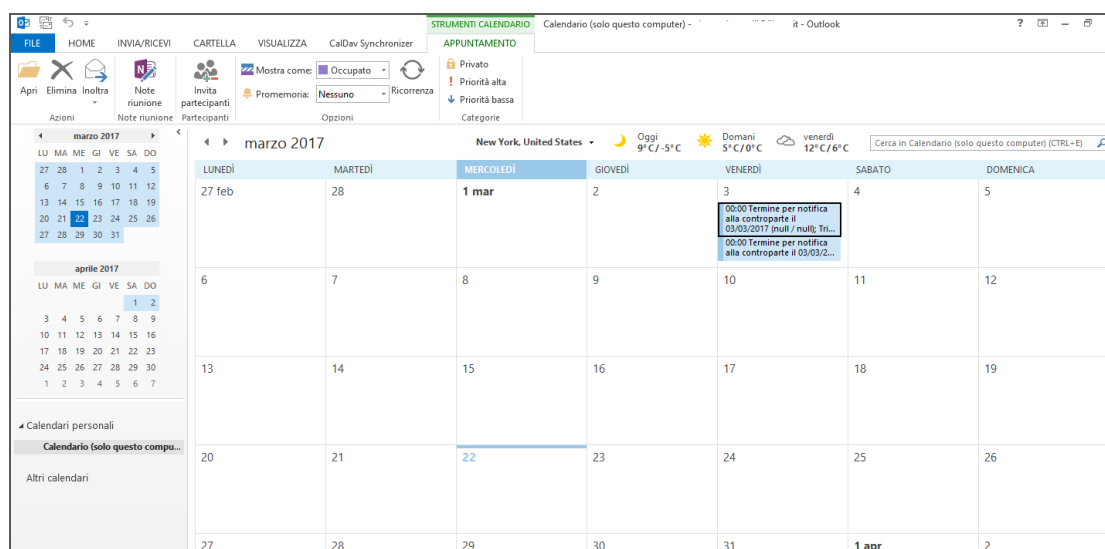 STRUMENTI CALENDARIO Calendario (solo questo computer) - it - Outlook
FILE HOME INVIA/RICEVI CARTELLA VISUALIZZA CalDav Synchronizer APPUNTAMENTO
Apri Elimina Inoltra
Note riunione
Invita partecipanti
Mostra come: Occupato
Promemoria: Nessuno
Ricorrenza
Privato
Priorità alta
Priorità bassa
Azioni Note riunione Partecipanti Opzioni Categorie
marzo 2017
LU MA ME GI VE SA DO
27 28 1 2 3 4 5
6 7 8 9 10 11 12
13 14 15 16 17 18 19
20 21 22 23 24 25 26
27 28 29 30 31
aprile 2017
LU MA ME GI VE SA DO
1 2
3 4 5 6 7 8 9
10 11 12 13 14 15 16
17 18 19 20 21 22 23
24 25 26 27 28 29 30
1 2 3 4 5 6 7
Calendari personali
Calendario (solo questo compu...
Altri calendari
marzo 2017
New York, United States
Oggi
9°C/-5°C
Domani
5°C/0°C
venerdì
12°C/6°C
Cerca in Calendario (solo questo computer) (CTRL+E)
LUNEDÌ MARTEDÌ MERCOLEDÌ GIOVEDÌ VENERDÌ SABATO DOMENICA
27 feb 28 1 mar 2 3 4 5
00:00 Termine per notifica
alla controparte il
03/03/2017 (null / null); Tri...
00:00 Termine per notifica
alla controparte il 03/03/2...
6 7 8 9 10 11 12
13 14 15 16 17 18 19
20 21 22 23 24 25 26
27 28 29 30 31 1 apr 2